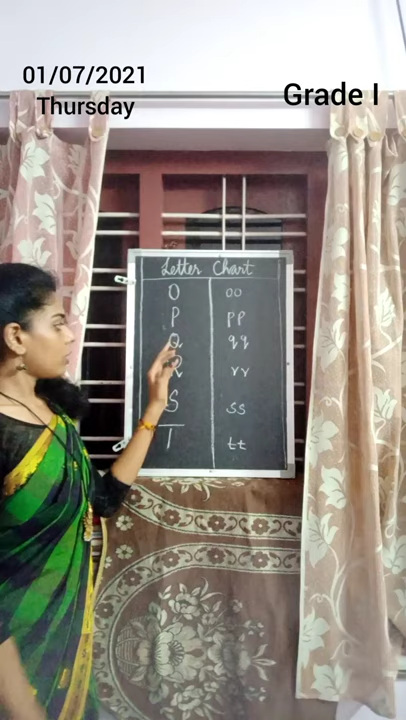 01/07/2021
Thursday
Grade I
Letter Chart
O oo
P pp
Q qq
R rr
S ss
T tt